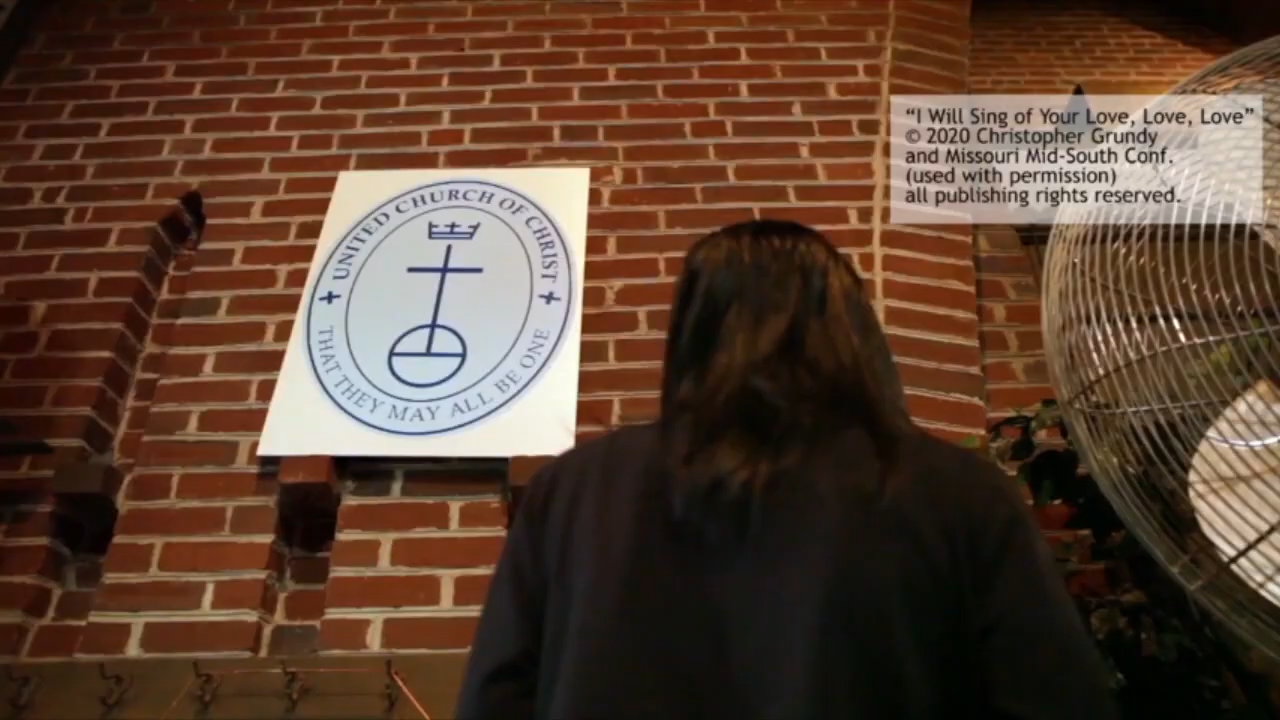 UNITED CHURCH OF CHRIST
THAT THEY MAY ALL BE ONE
“I Will Sing of Your Love, Love, Love”
© 2020 Christopher Grundy
and Missouri Mid-South Conf.
(used with permission)
all publishing rights reserved.